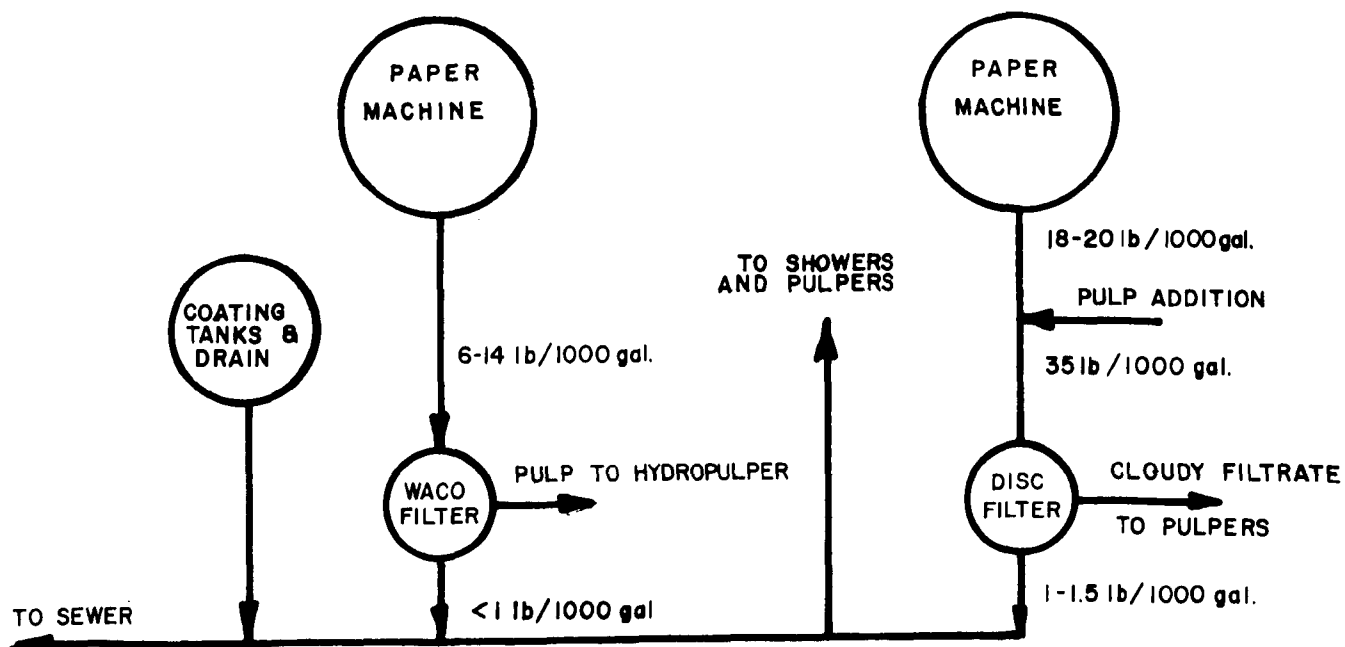 PAPER
MACHINE
PAPER
MACHINE
18-20 lb/1000 gal.
TO SHOWERS
AND PULPERS
PULP ADDITION
COATING
TANKS &
DRAIN
6-14 lb/1000 gal.
35 lb/1000 gal.
WACO
FILTER
PULP TO HYDROPULPER
DISC
FILTER
CLOUDY FILTRATE
TO PULPERS
TO SEWER
<1 lb/1000 gal
1-1.5 lb/1000 gal.